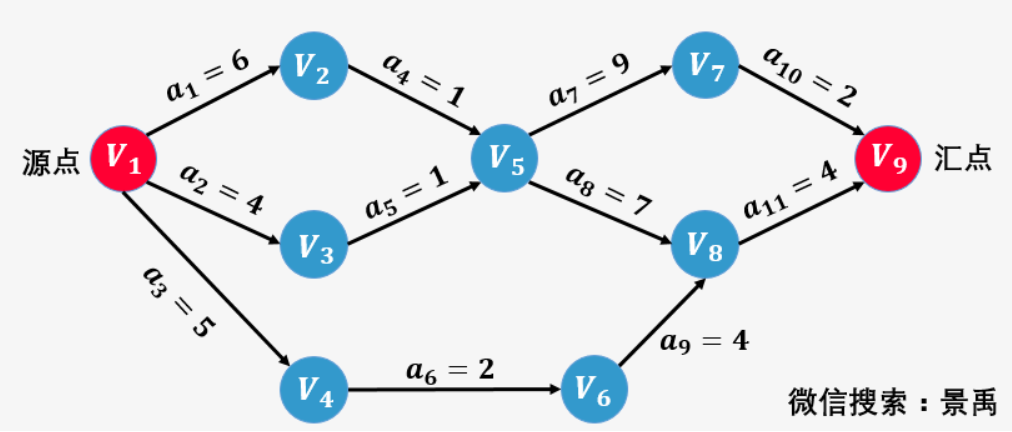 V₂
V₇
a₁ = 6
a₄ = 1
a₇ = 9
a₁₀ = 2
源点
V₁
V₅
V₉
汇点
a₂ = 4
a₅ = 1
a₈ = 7
a₁₁ = 4
V₃
V₈
a₃ = 5
a₉ = 4
a₆ = 2
V₄
V₆
微信搜索：景禹